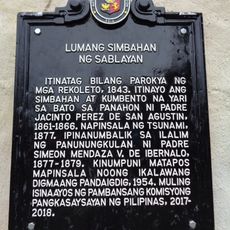 LUMANG SIMBAHAN
NG SABLAYAN
ITINATAG BILANG PAROKYA NG
MGA REKOLETO, 1843. ITINAYO ANG
SIMBAHAN AT KUMBENTO NA YARI
SA BATO SA PANAHON NI PADRE
JACINTO PEREZ DE SAN AGUSTIN,
1861-1866. NAPINSALA NG TSUNAMI,
1877. IPINANUMBALIK SA ILALIM
NG PANUNUNGKULAN NI PADRE
SIMEON MENDAZA V. DE BERNALO,
1877-1879. KINUMPUNI MATAPOS
MAPINSALA NOONG IKALAWANG
DIGMAANG PANDAIGDIG, 1954. MULING
ISINAAYOS NG PAMBANSANG KOMISYONG
PANGKASAYSAYAN NG PILIPINAS, 2017-
2018.